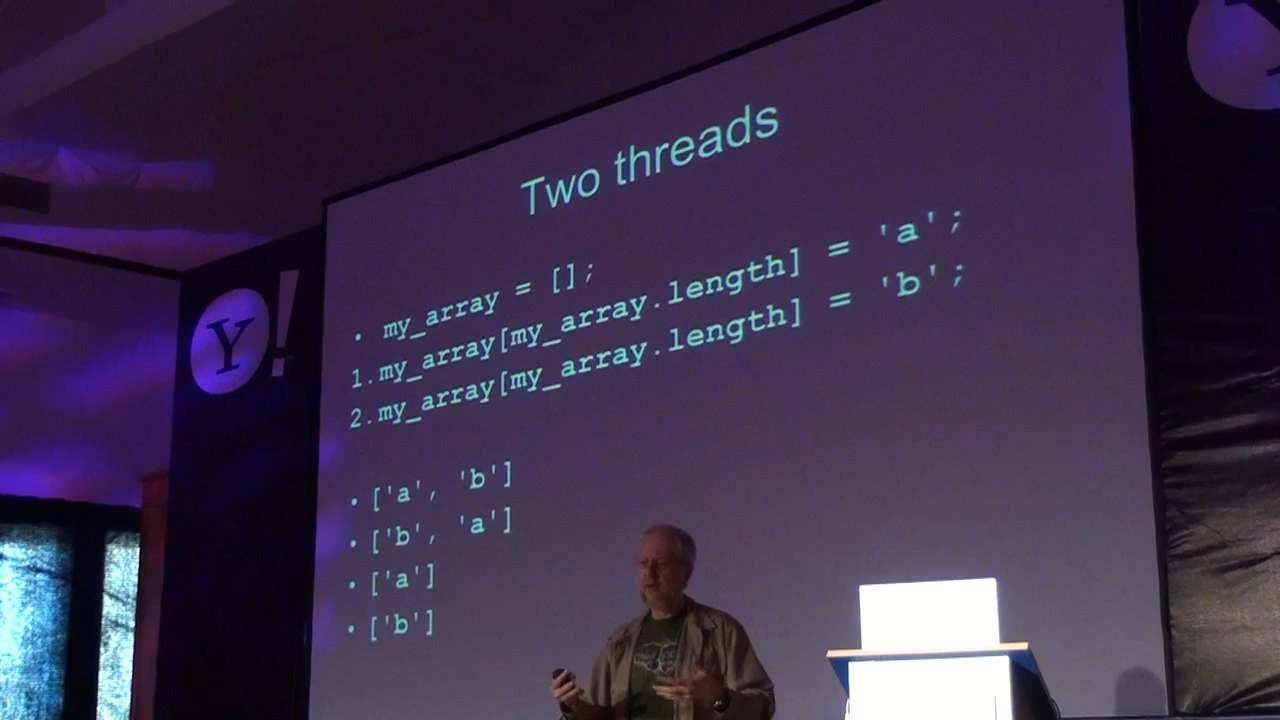 Two threads
• my_array = [];
1.my_array[my_array.length] = 'a';
2.my_array[my_array.length] = 'b';
• ['a', 'b']
• ['b', 'a']
• ['a']
• ['b']
Y!